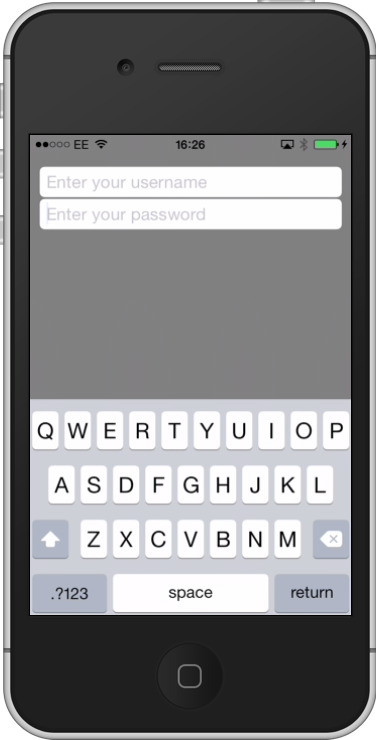 EE 16:26
Enter your username
Enter your password
Q W E R T Y U I O P
A S D F G H J K L
Z X C V B N M
.?123 space return